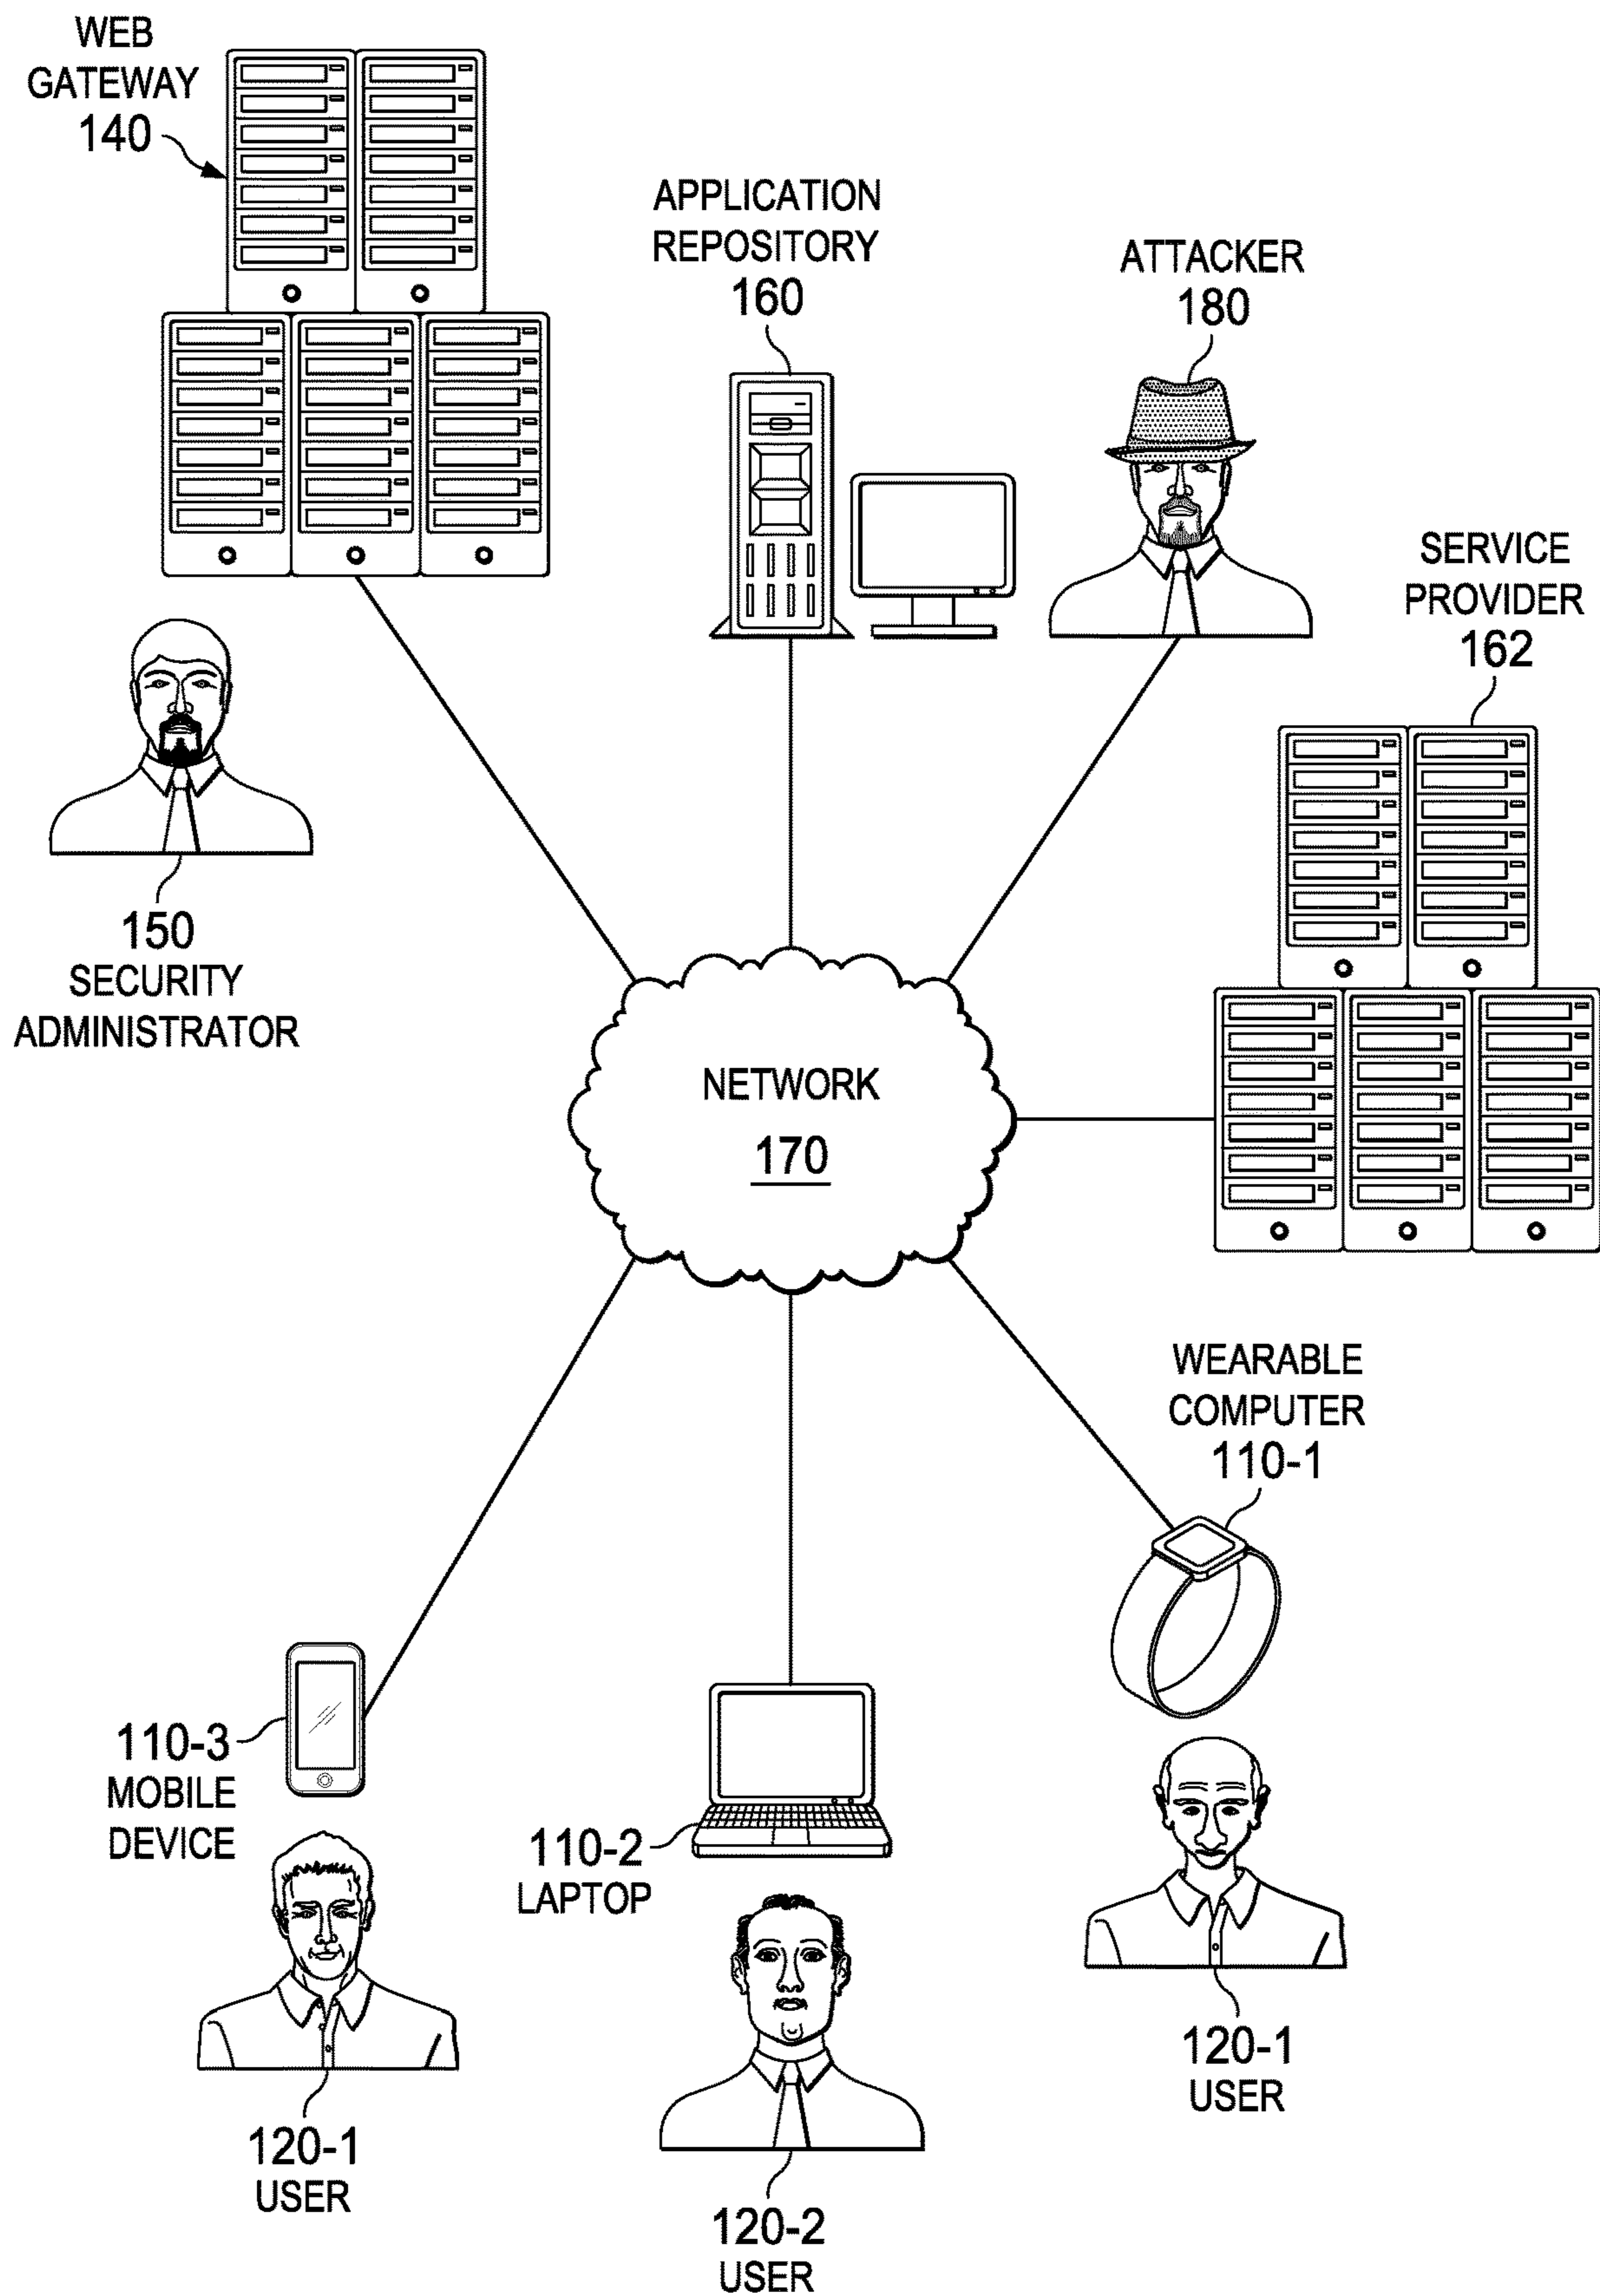 WEB
GATEWAY
140
APPLICATION
REPOSITORY
160
ATTACKER
180
SERVICE
PROVIDER
162
150
SECURITY
ADMINISTRATOR
NETWORK
170
WEARABLE
COMPUTER
110-1
110-3
MOBILE
DEVICE
110-2
LAPTOP
120-1
USER
120-1
USER
120-2
USER